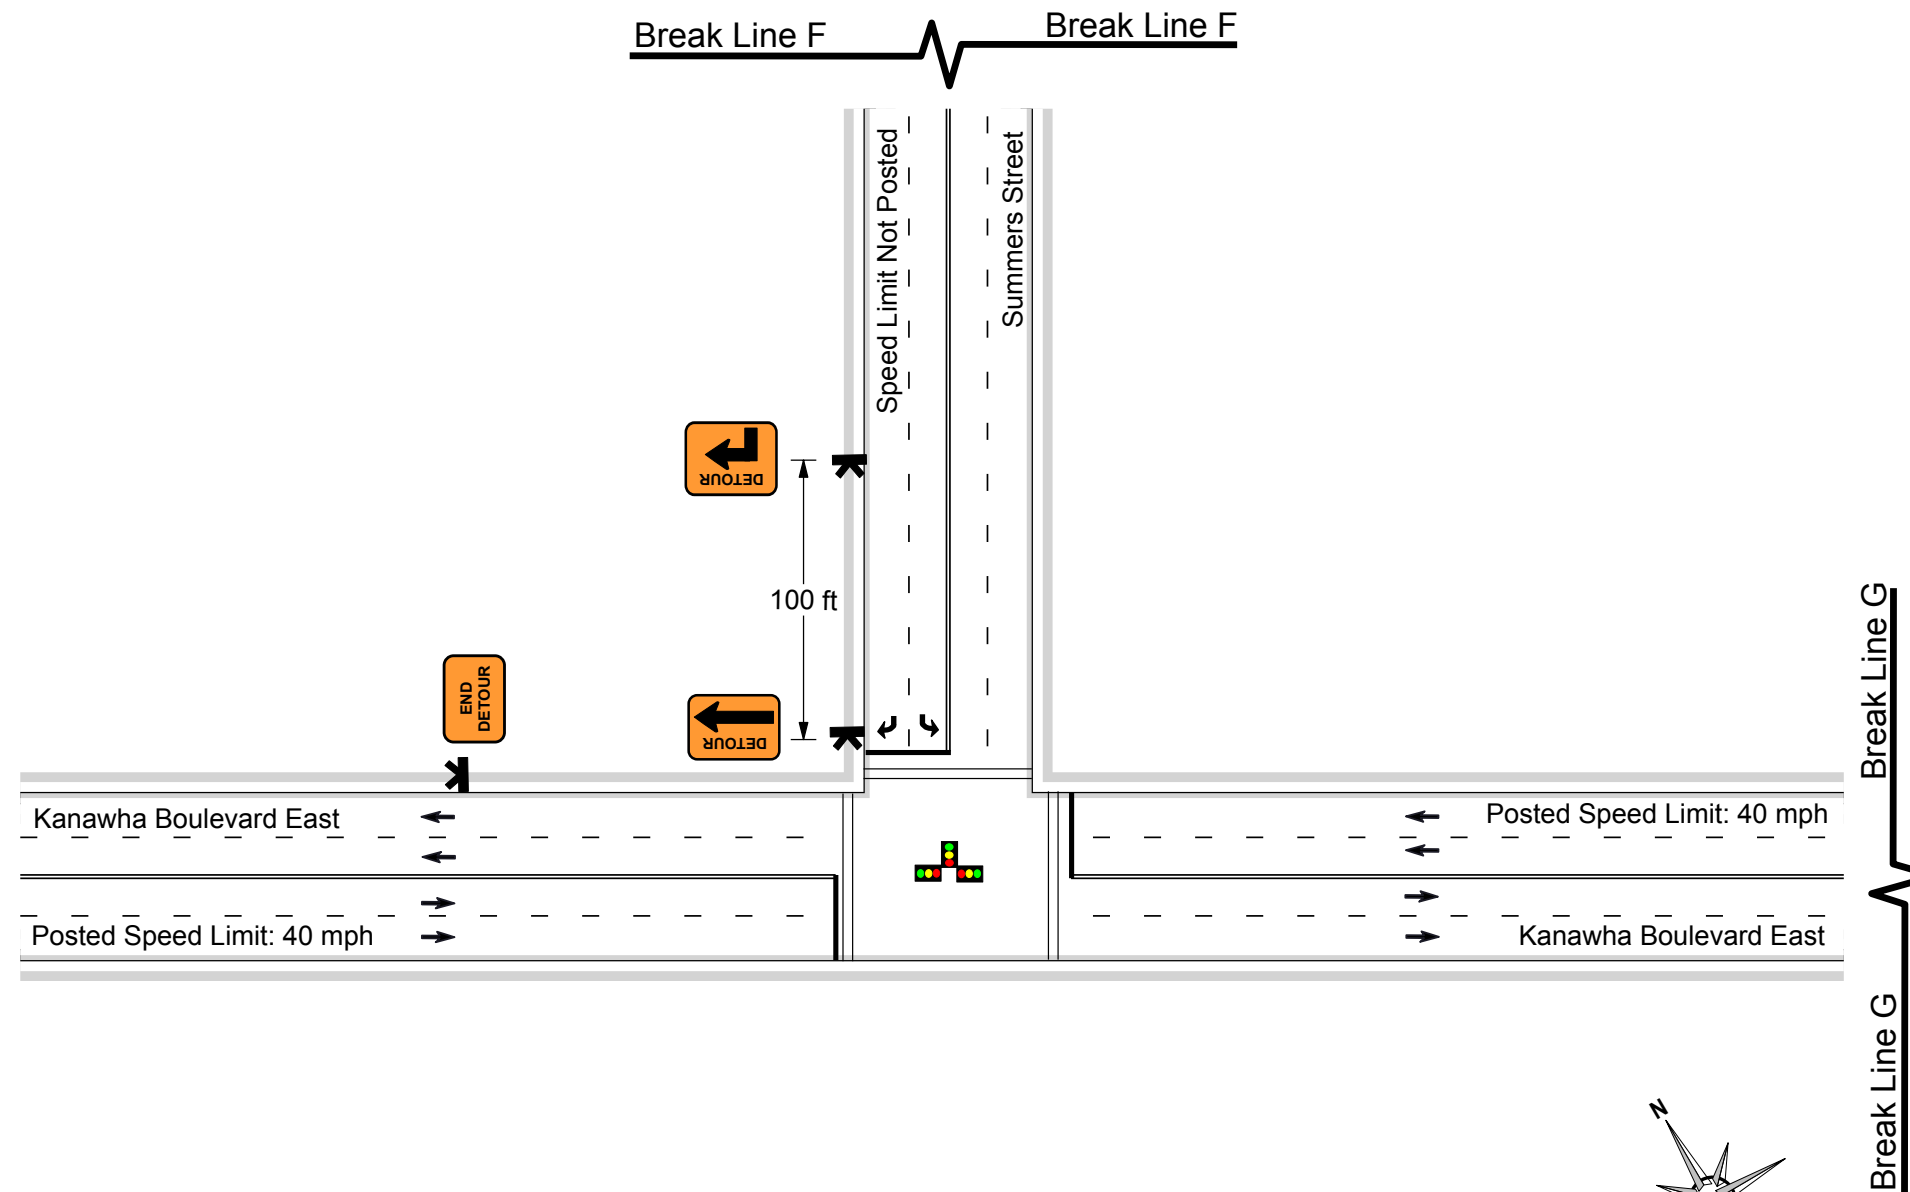 Break Line F
Break Line F
Speed Limit Not Posted
Summers Street
DETOUR
100 ft
Break Line G
END
DETOUR
DETOUR
Kanawha Boulevard East
Posted Speed Limit: 40 mph
Posted Speed Limit: 40 mph
Kanawha Boulevard East
Break Line G
N